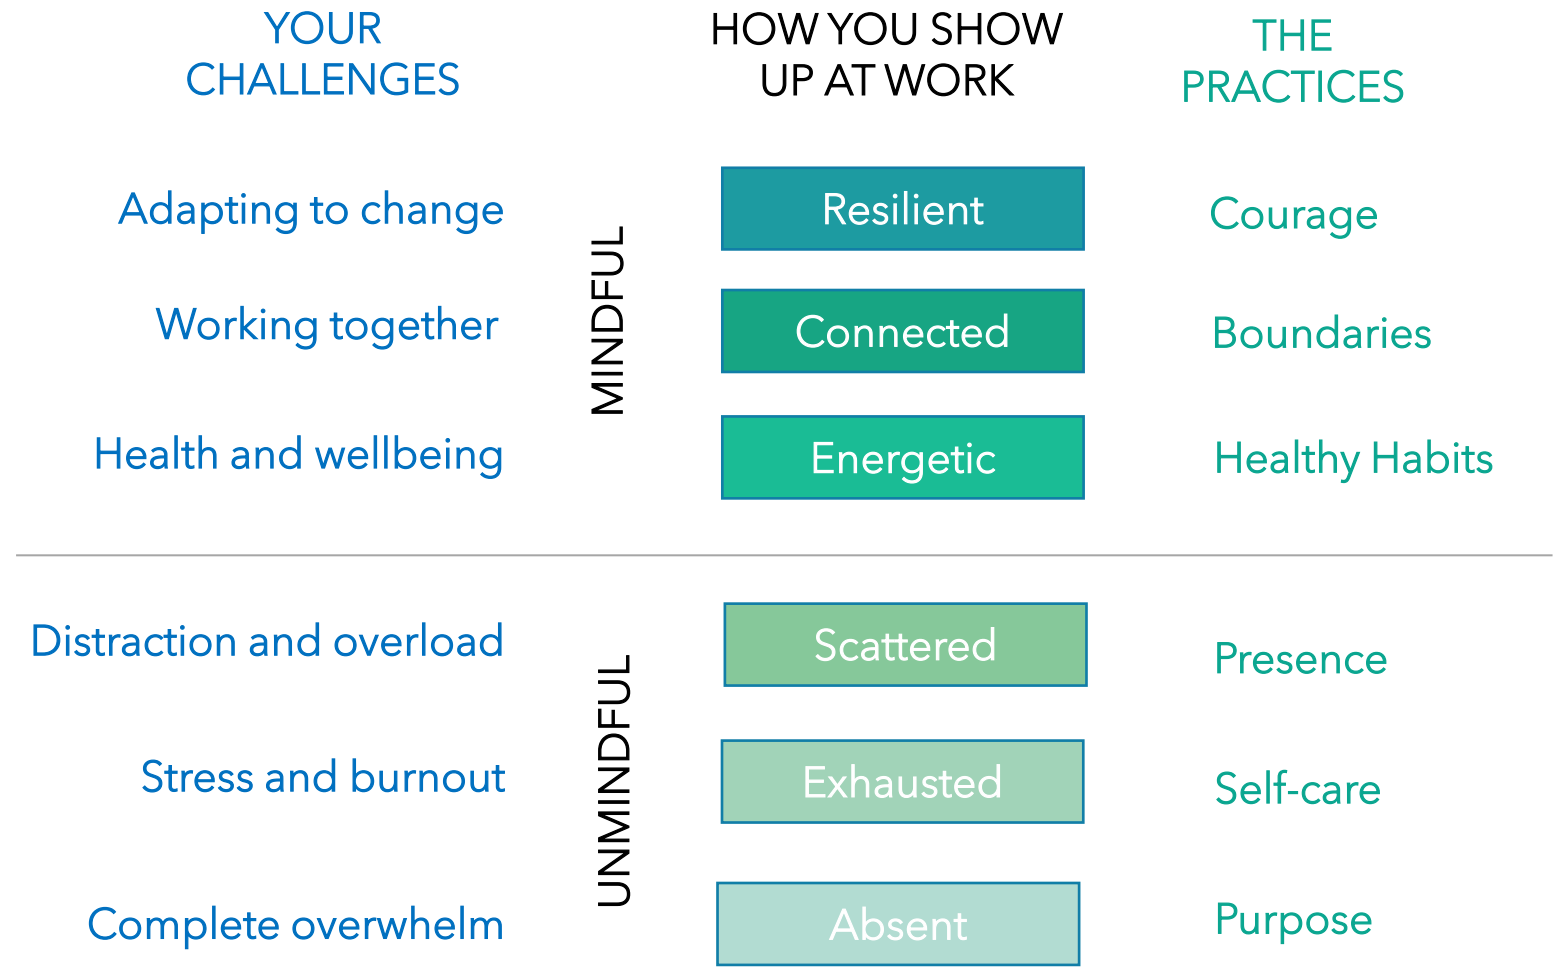 YOUR
CHALLENGES
HOW YOU SHOW
UP AT WORK
THE
PRACTICES
MINDFUL
Adapting to change
Resilient
Courage
Working together
Connected
Boundaries
Health and wellbeing
Energetic
Healthy Habits
UNMINDFUL
Distraction and overload
Scattered
Presence
Stress and burnout
Exhausted
Self-care
Complete overwhelm
Absent
Purpose